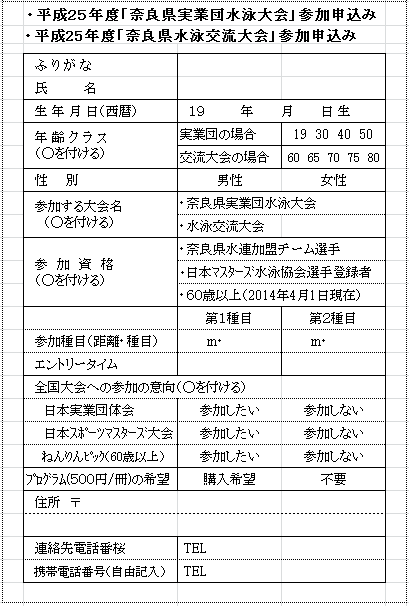 ・平成25年度「奈良県実業団水泳大会」参加申込み
・平成25年度「奈良県水泳交流大会」参加申込み
ふりがな
氏　　名
生年月日(西暦)　19　　年　　月　　日生
年齢クラス　実業団の場合　19 30 40 50
(〇を付ける)　交流大会の場合　60 65 70 75 80
性　別　男性　女性
参加する大会名　・奈良県実業団水泳大会
(〇を付ける)　・水泳交流大会
参加資格　・奈良県水連加盟チーム選手
(〇を付ける)　・日本マスターズ水泳協会選手登録者
・60歳以上(2014年4月1日現在)
第1種目　第2種目
参加種目(距離・種目)　m・　m・
エントリータイム
全国大会への参加の意向(〇を付ける)
日本実業団体会　参加したい　参加しない
日本スポーツマスターズ大会　参加したい　参加しない
ねんりんピック(60歳以上)　参加したい　参加しない
プログラム(500円/冊)の希望　購入希望　不要
住所　〒
連絡先電話番桜　TEL
携帯電話番号(自由記入)　TEL